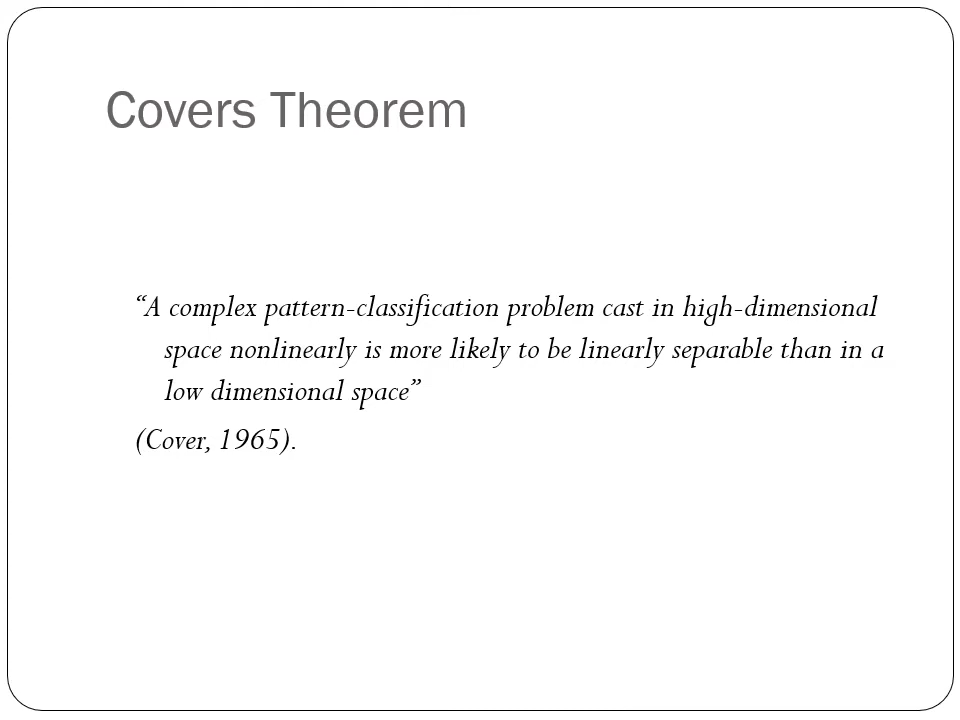 Covers Theorem
“A complex pattern-classification problem cast in high-dimensional
space nonlinearly is more likely to be linearly separable than in a
low dimensional space”
(Cover, 1965).